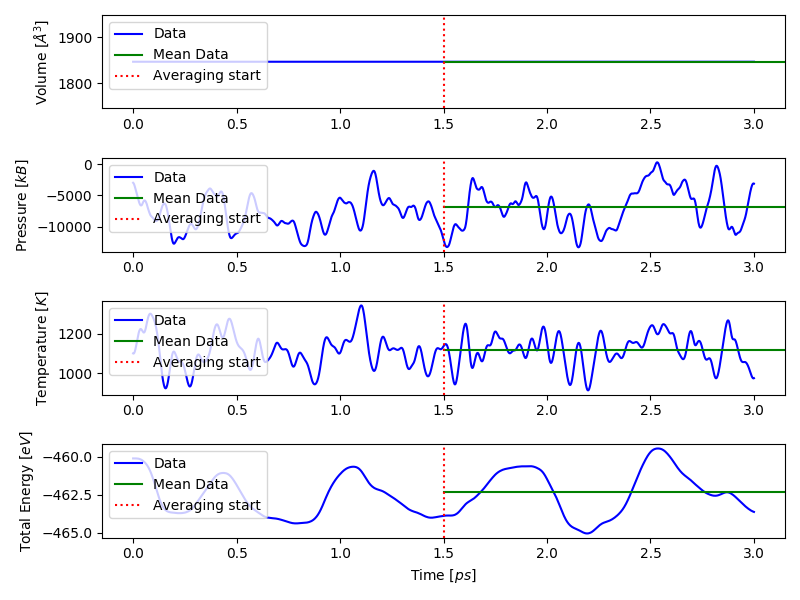 Volume [Å³]
1900
1800
Data
Mean Data
Averaging start
0.0 0.5 1.0 1.5 2.0 2.5 3.0
Pressure [kB]
0
−5000
−10000
Data
Mean Data
Averaging start
0.0 0.5 1.0 1.5 2.0 2.5 3.0
Temperature [K]
1200
1000
Data
Mean Data
Averaging start
0.0 0.5 1.0 1.5 2.0 2.5 3.0
Total Energy [eV]
−460.0
−462.5
−465.0
Data
Mean Data
Averaging start
0.0 0.5 1.0 1.5 2.0 2.5 3.0
Time [ps]